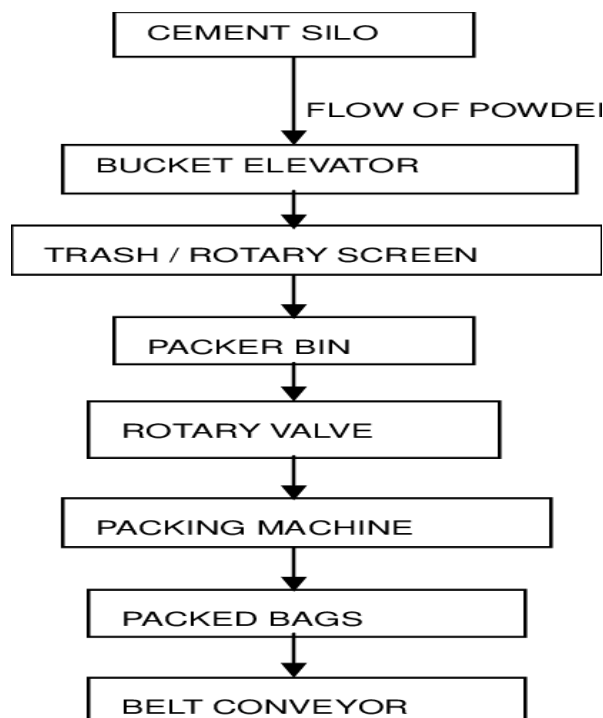 CEMENT SILO
FLOW OF POWDE
BUCKET ELEVATOR
TRASH / ROTARY SCREEN
PACKER BIN
ROTARY VALVE
PACKING MACHINE
PACKED BAGS
BELT CONVEYOR